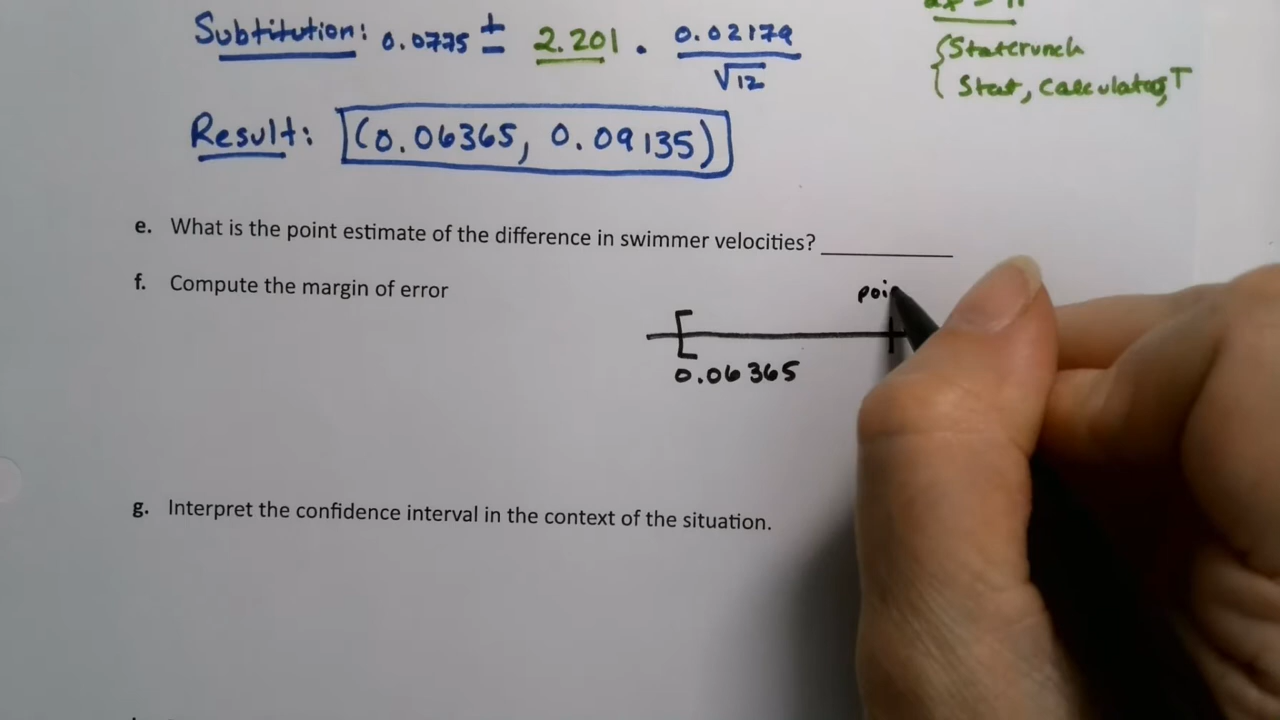 Subtitution: 0.0775 ± 2.201 · 0.02179
√12
{Statcrunch
Stat, Calculators, T
Result: (0.06365, 0.09135)
e. What is the point estimate of the difference in swimmer velocities? __________
f. Compute the margin of error
poin
0.06365
g. Interpret the confidence interval in the context of the situation.